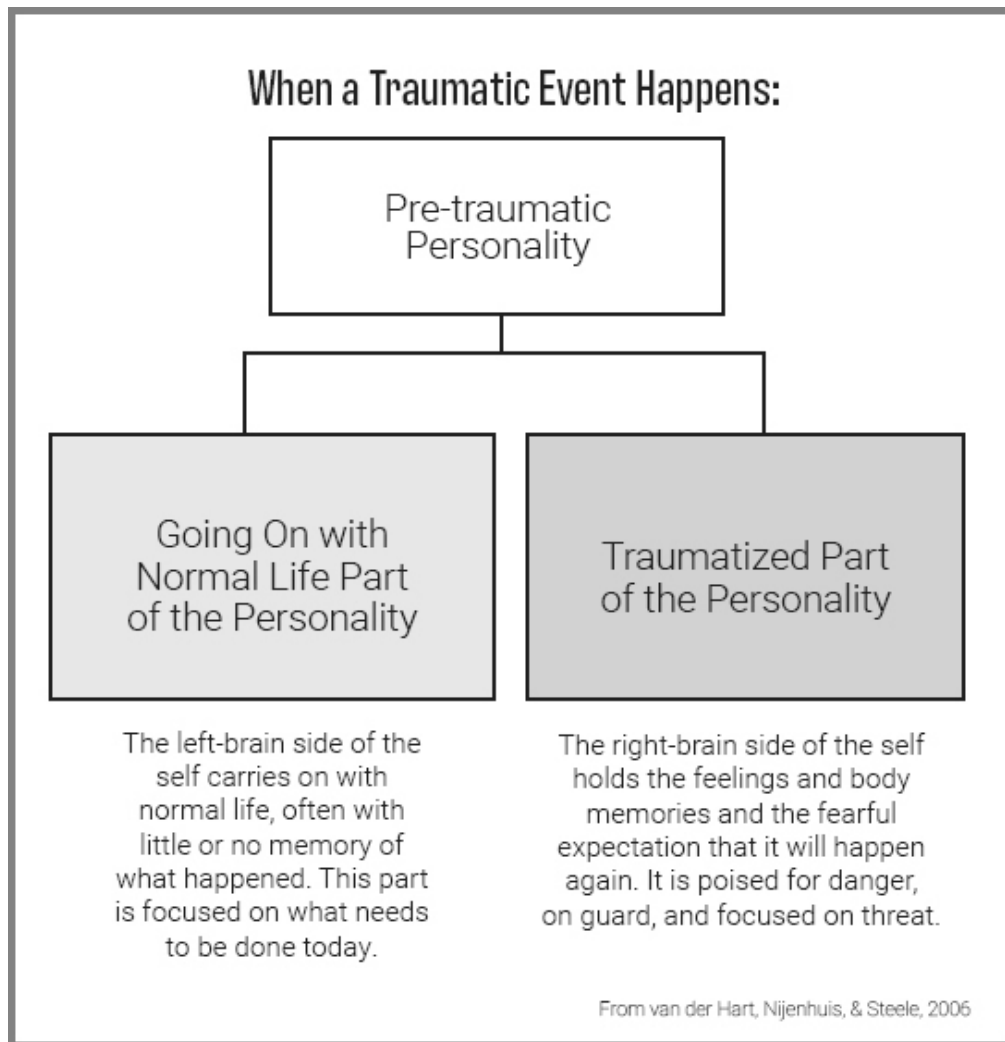 When a Traumatic Event Happens:
Pre-traumatic
Personality
Going On with
Normal Life Part
of the Personality
Traumatized Part
of the Personality
The left-brain side of the
self carries on with
normal life, often with
little or no memory of
what happened. This part
is focused on what needs
to be done today.
The right-brain side of the self
holds the feelings and body
memories and the fearful
expectation that it will happen
again. It is poised for danger,
on guard, and focused on threat.
From van der Hart, Nijenhuis, & Steele, 2006